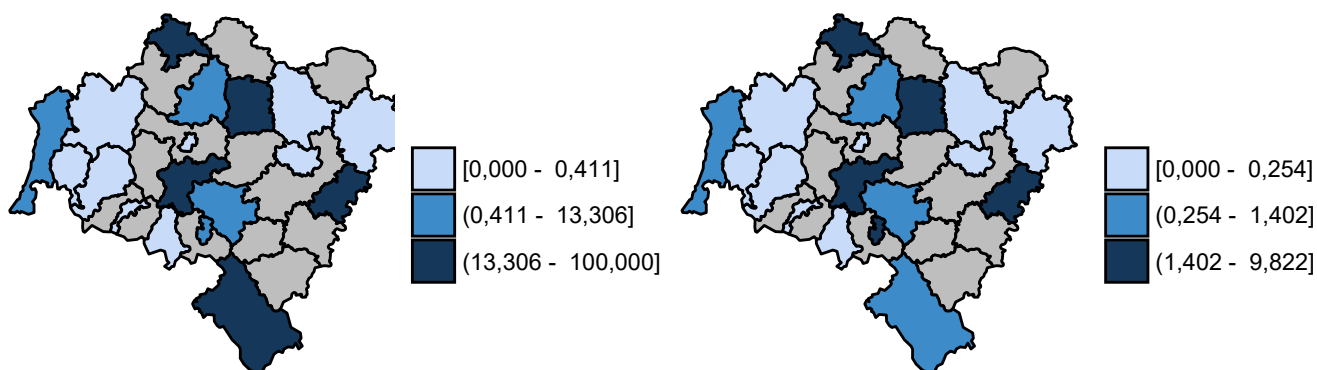 [0,000 -  0,411]
(0,411 -  13,306]
(13,306 -  100,000]
[0,000 -  0,254]
(0,254 -  1,402]
(1,402 -  9,822]